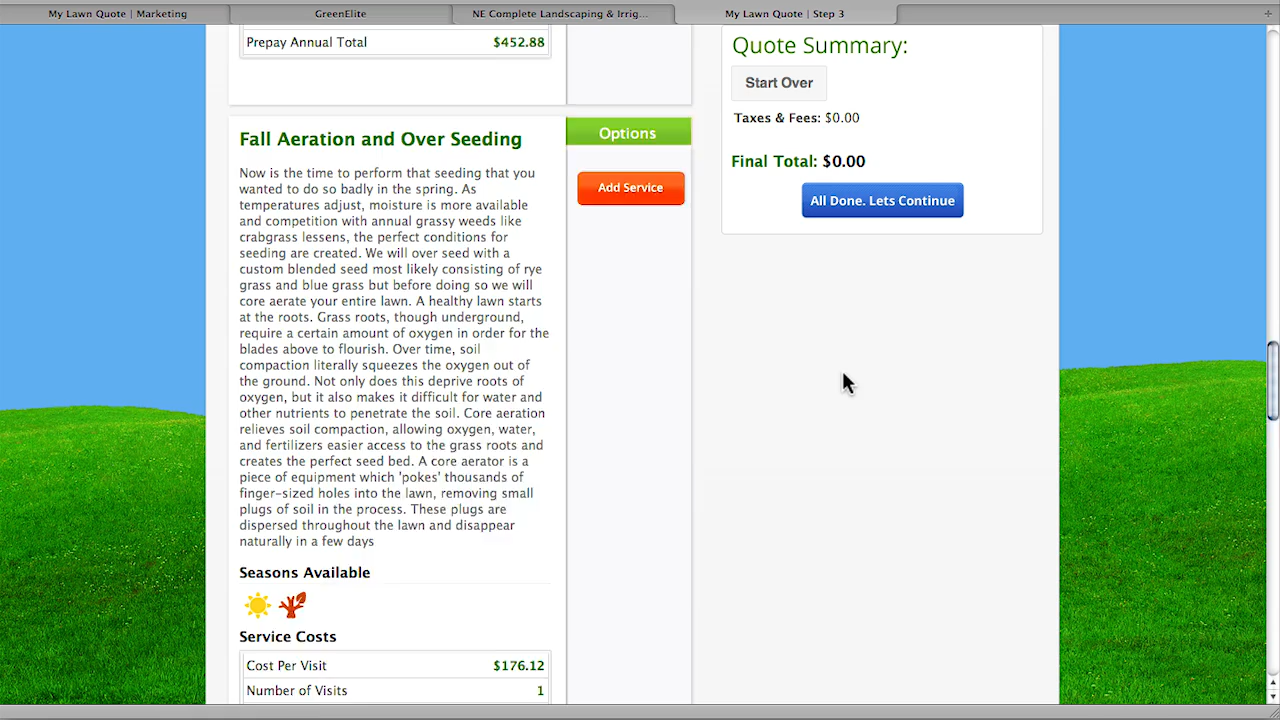 My Lawn Quote | Marketing
GreenElite
NE Complete Landscaping & Irrig...
My Lawn Quote | Step 3
Prepay Annual Total $452.88
Fall Aeration and Over Seeding
Now is the time to perform that seeding that you
wanted to do so badly in the spring. As
temperatures adjust, moisture is more available
and competition with annual grassy weeds like
crabgrass lessens, the perfect conditions for
seeding are created. We will over seed with a
custom blended seed most likely consisting of rye
grass and blue grass but before doing so we will
core aerate your entire lawn. A healthy lawn starts
at the roots. Grass roots, though underground,
require a certain amount of oxygen in order for the
blades above to flourish. Over time, soil
compaction literally squeezes the oxygen out of
the ground. Not only does this deprive roots of
oxygen, but it also makes it difficult for water and
other nutrients to penetrate the soil. Core aeration
relieves soil compaction, allowing oxygen, water,
and fertilizers easier access to the grass roots and
creates the perfect seed bed. A core aerator is a
piece of equipment which 'pokes' thousands of
finger-sized holes into the lawn, removing small
plugs of soil in the process. These plugs are
dispersed throughout the lawn and disappear
naturally in a few days
Seasons Available
Service Costs
Cost Per Visit $176.12
Number of Visits 1
Options
Add Service
Quote Summary:
Start Over
Taxes & Fees: $0.00
Final Total: $0.00
All Done. Lets Continue